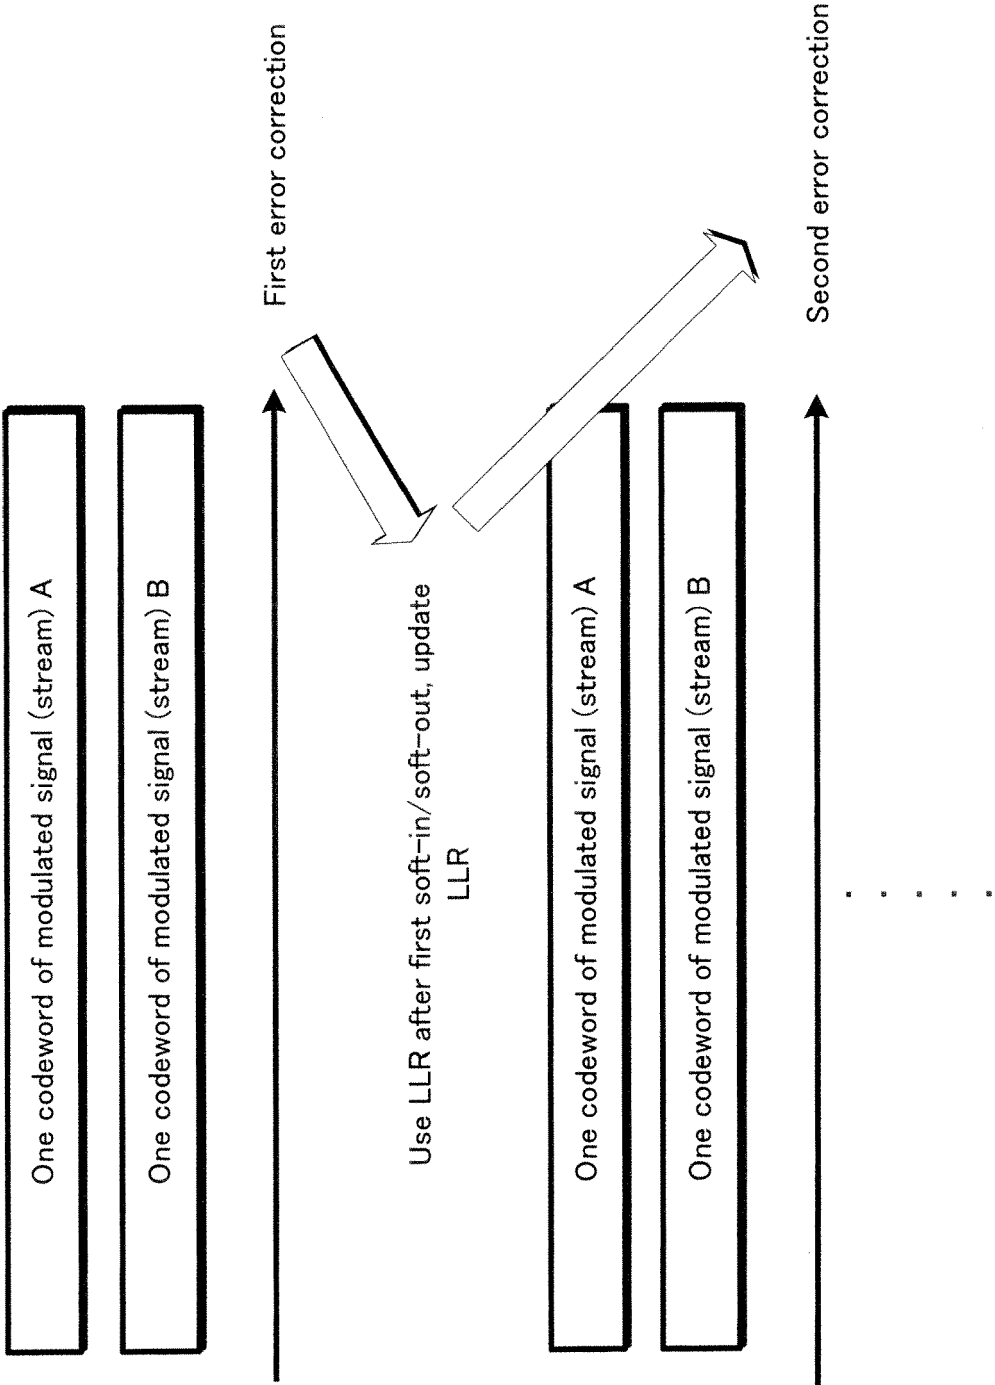 One codeword of modulated signal (stream) A
One codeword of modulated signal (stream) B
First error correction
Use LLR after first soft-in/soft-out, update
LLR
One codeword of modulated signal (stream) A
One codeword of modulated signal (stream) B
Second error correction